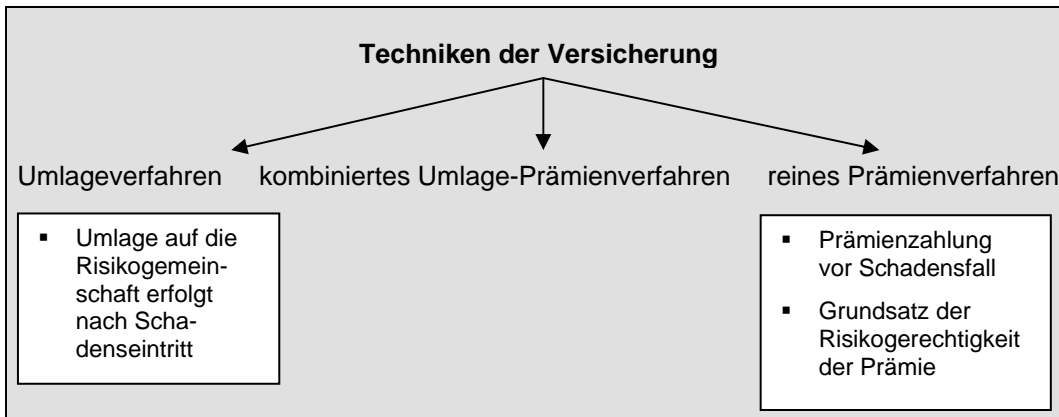 Techniken der Versicherung
Umlageverfahren kombiniertes Umlage-Prämienverfahren reines Prämienverfahren
▪ Umlage auf die
Risikogemein-
schaft erfolgt
nach Scha-
denseintritt
▪ Prämienzahlung
vor Schadensfall
▪ Grundsatz der
Risikogerechtigkeit
der Prämie